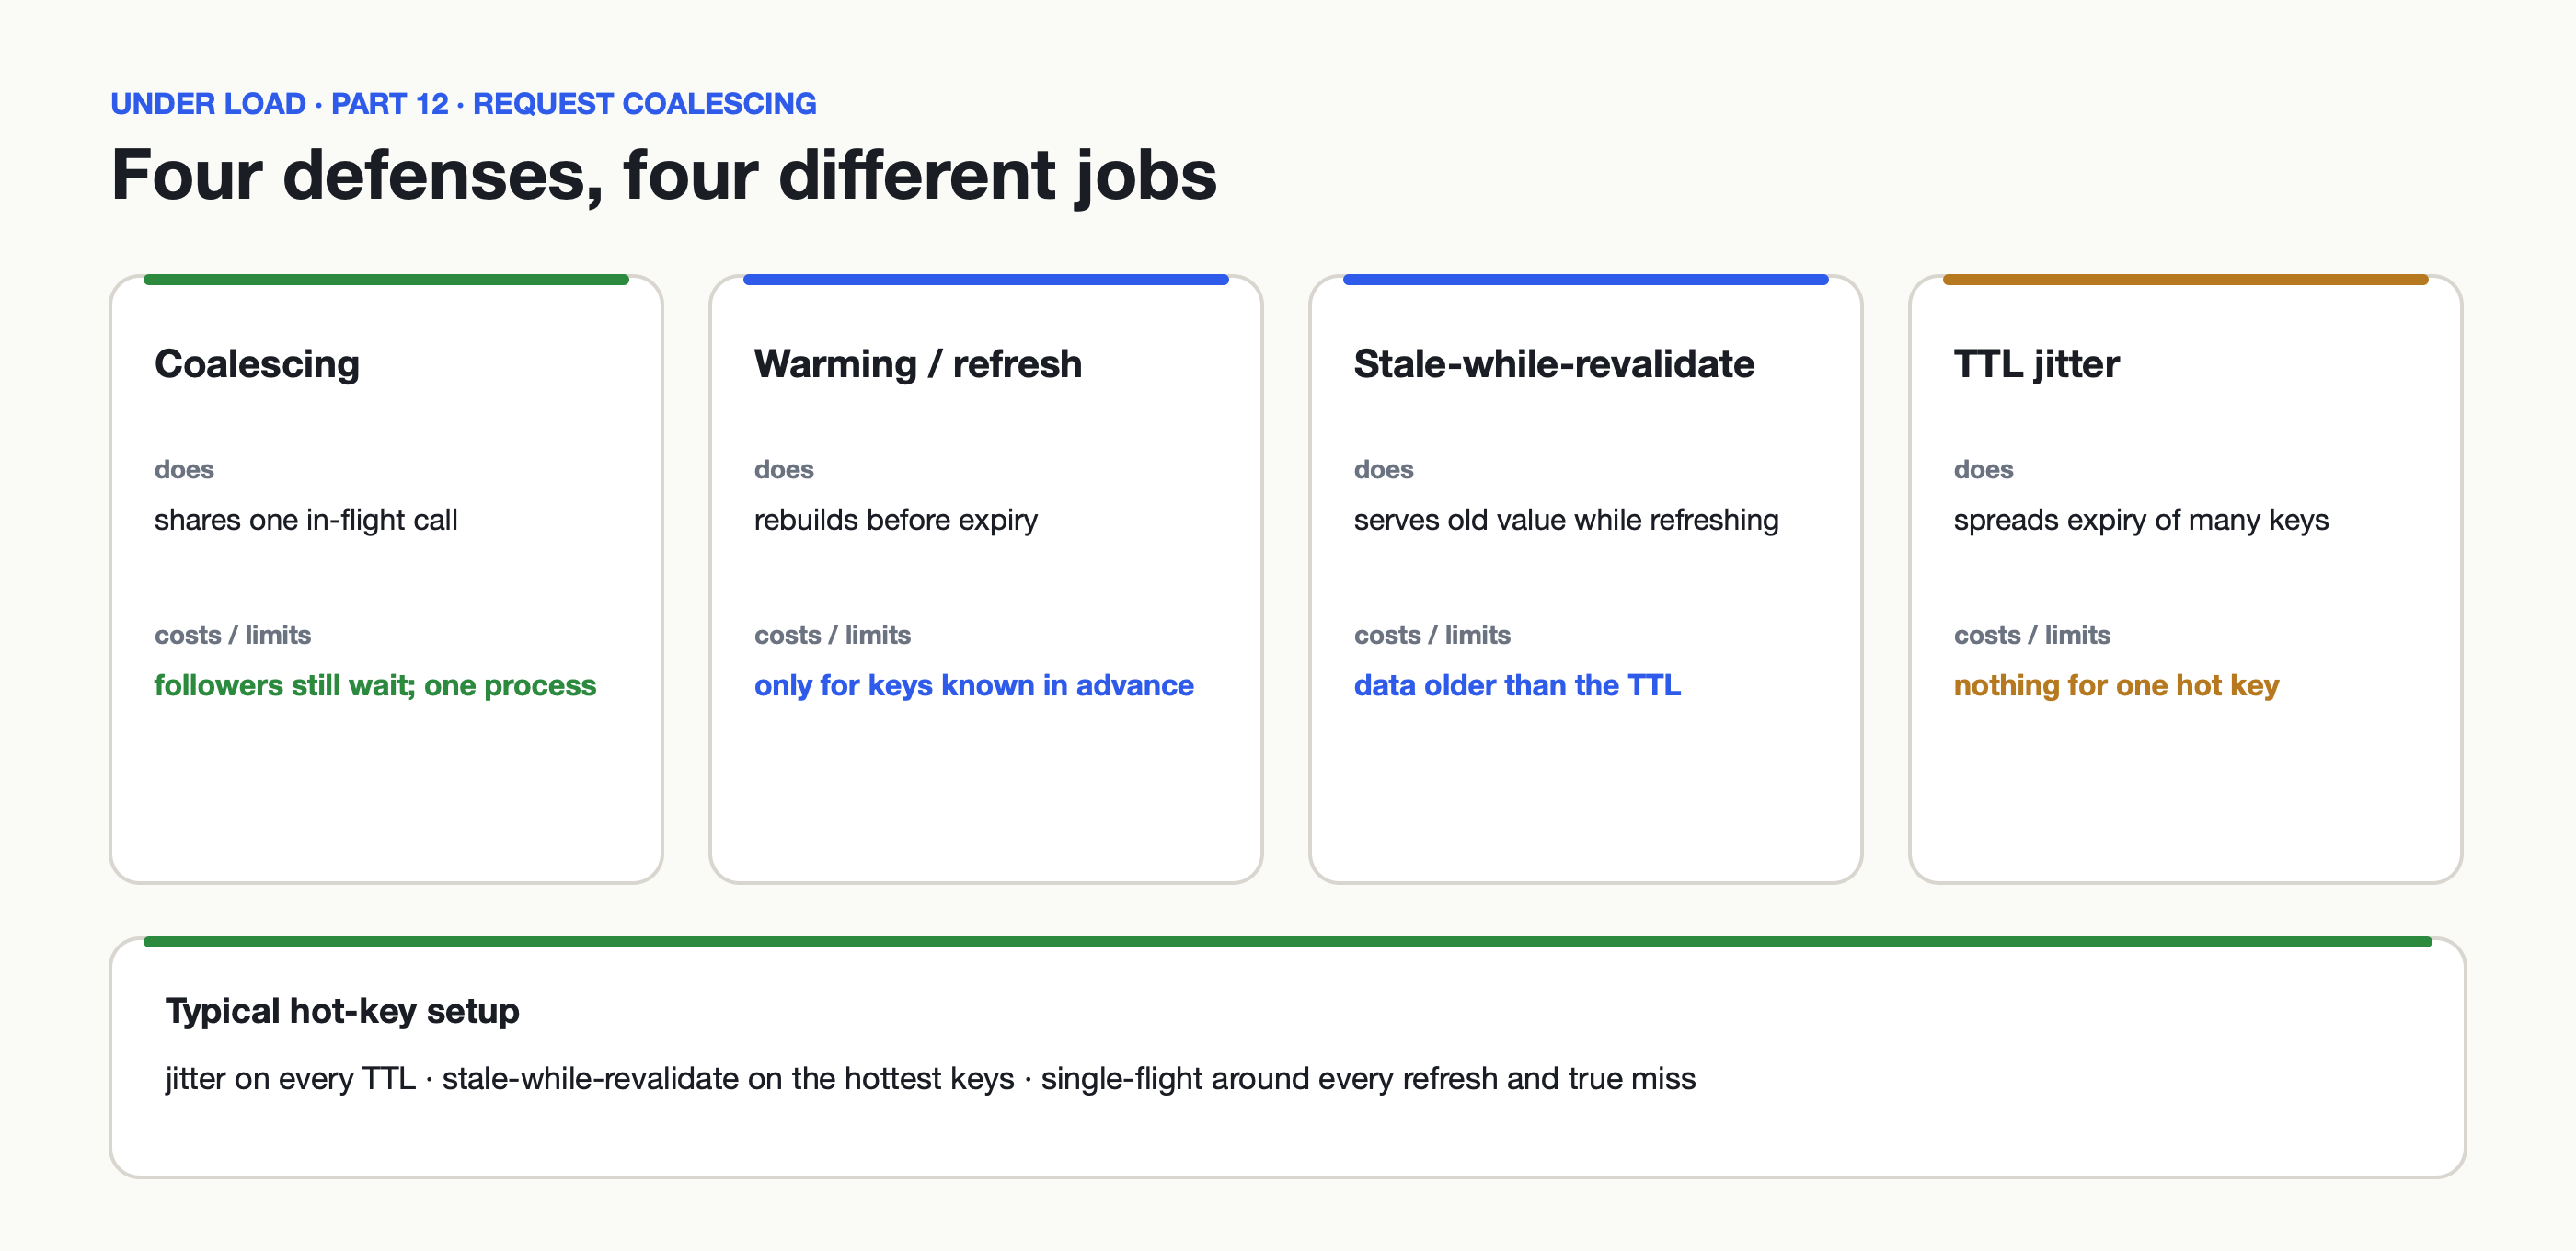 UNDER LOAD · PART 12 · REQUEST COALESCING
Four defenses, four different jobs
Coalescing
does
shares one in-flight call
costs / limits
followers still wait; one process
Warming / refresh
does
rebuilds before expiry
costs / limits
only for keys known in advance
Stale-while-revalidate
does
serves old value while refreshing
costs / limits
data older than the TTL
TTL jitter
does
spreads expiry of many keys
costs / limits
nothing for one hot key
Typical hot-key setup
jitter on every TTL · stale-while-revalidate on the hottest keys · single-flight around every refresh and true miss